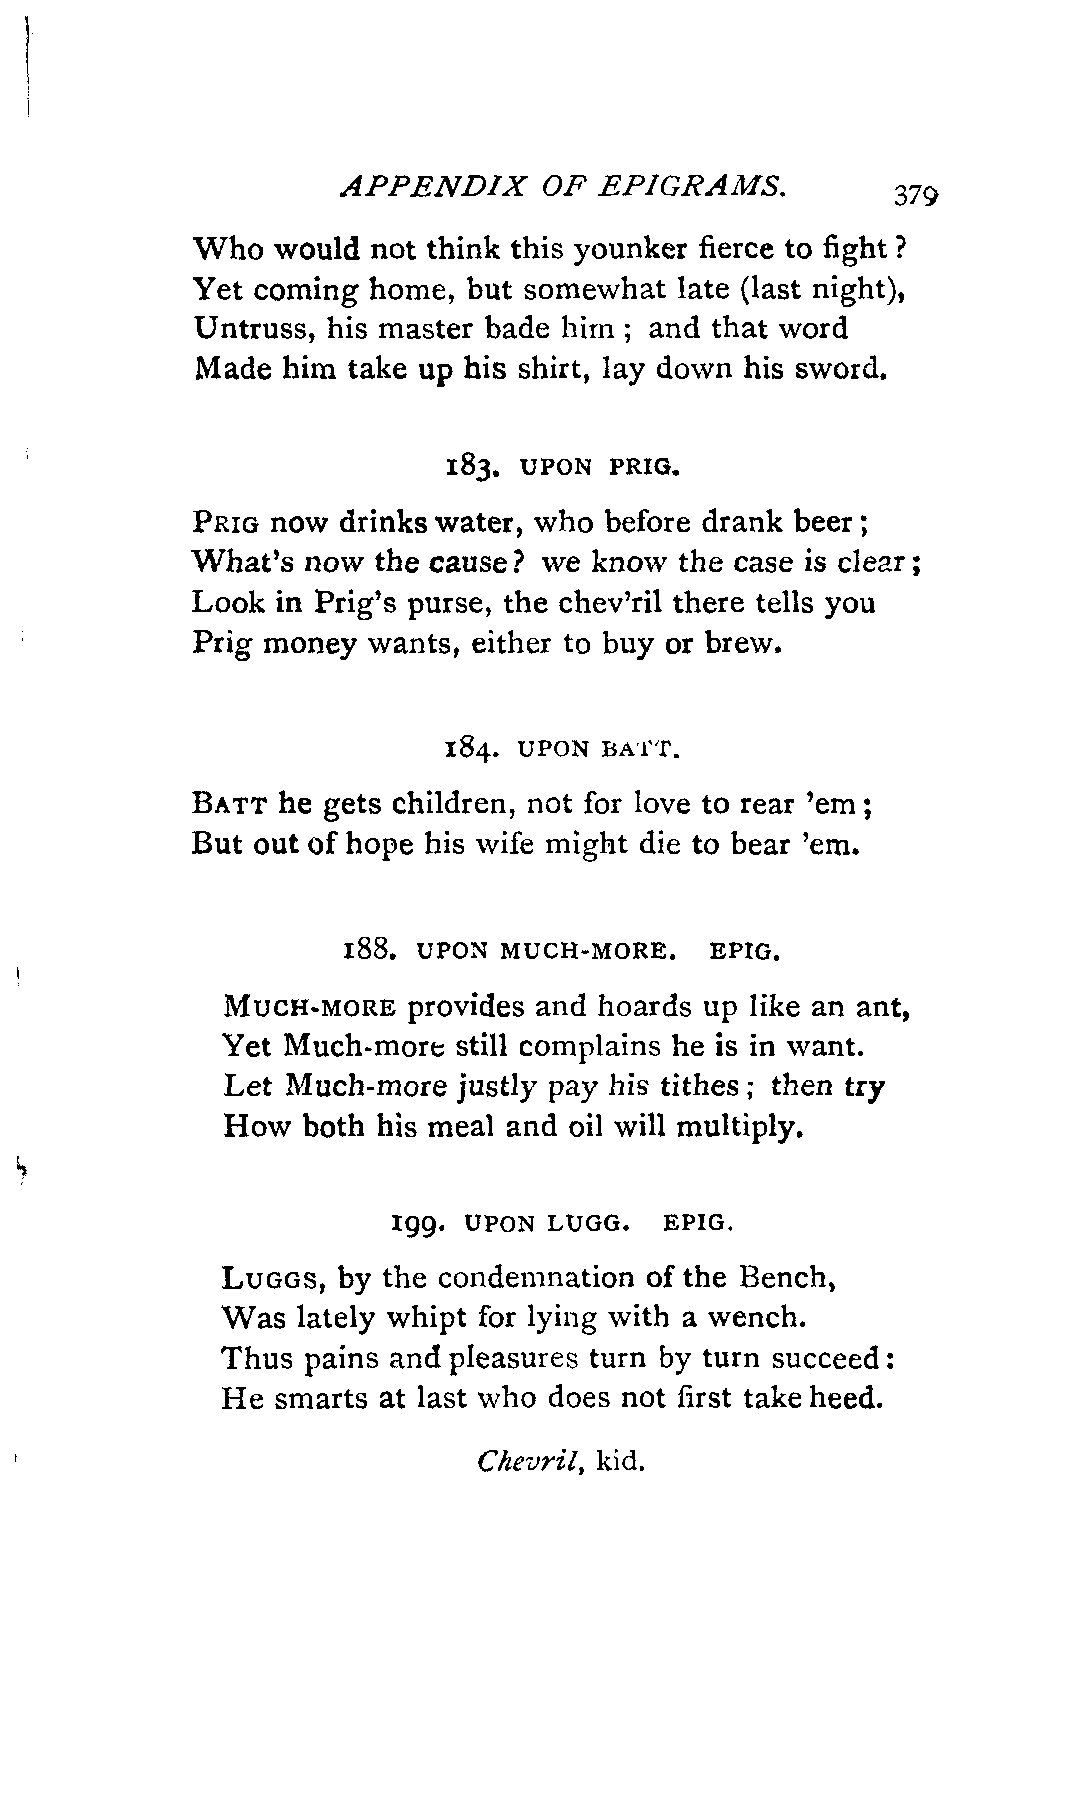 APPENDIX OF EPIGRAMS. 379
Who would not think this younker fierce to fight ?
Yet coming home, but somewhat late (last night),
Untruss, his master bade him ; and that word
Made him take up his shirt, lay down his sword.
183. UPON PRIG.
PRIG now drinks water, who before drank beer ;
What's now the cause ? we know the case is clear ;
Look in Prig's purse, the chev'ril there tells you
Prig money wants, either to buy or brew.
184. UPON BATT.
BATT he gets children, not for love to rear 'em ;
But out of hope his wife might die to bear 'em.
188. UPON MUCH-MORE. EPIG.
MUCH-MORE provides and hoards up like an ant,
Yet Much-more still complains he is in want.
Let Much-more justly pay his tithes ; then try
How both his meal and oil will multiply.
199. UPON LUGG. EPIG.
LUGGS, by the condemnation of the Bench,
Was lately whipt for lying with a wench.
Thus pains and pleasures turn by turn succeed :
He smarts at last who does not first take heed.
Chevril, kid.